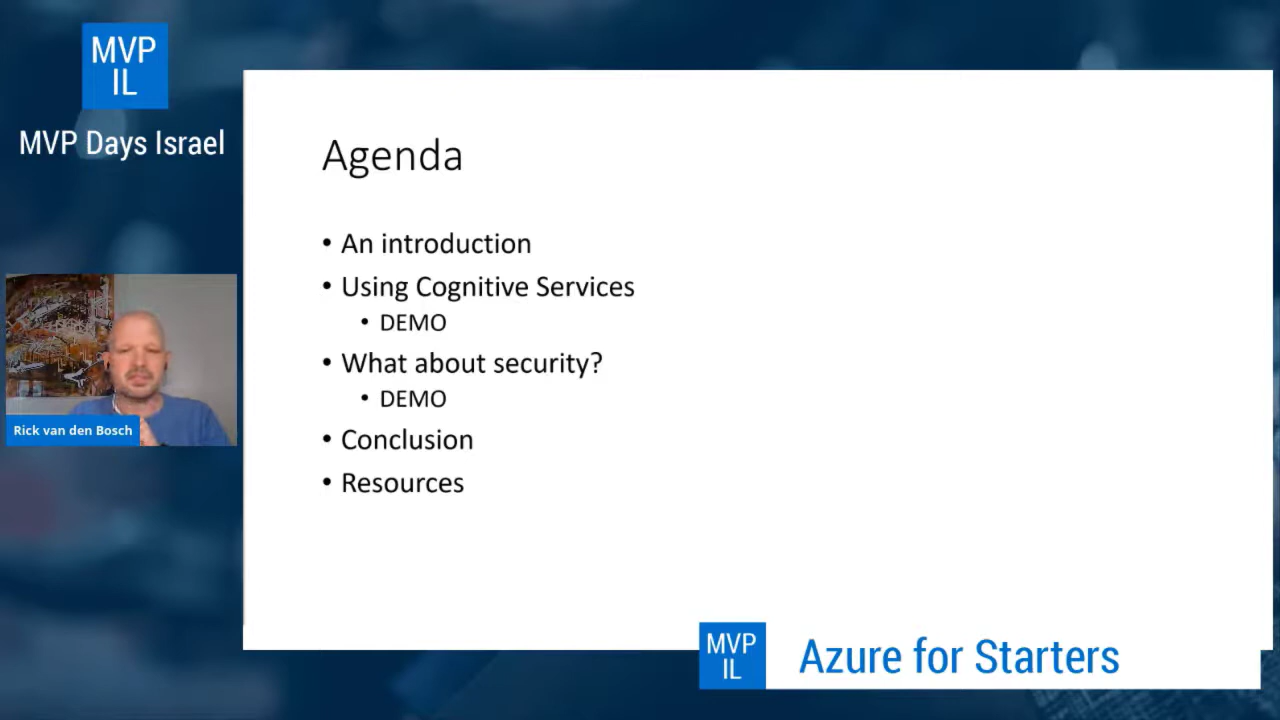 MVP
IL
MVP Days Israel
Agenda
• An introduction
• Using Cognitive Services
• DEMO
• What about security?
• DEMO
• Conclusion
• Resources
Rick van den Bosch
MVP
IL
Azure for Starters